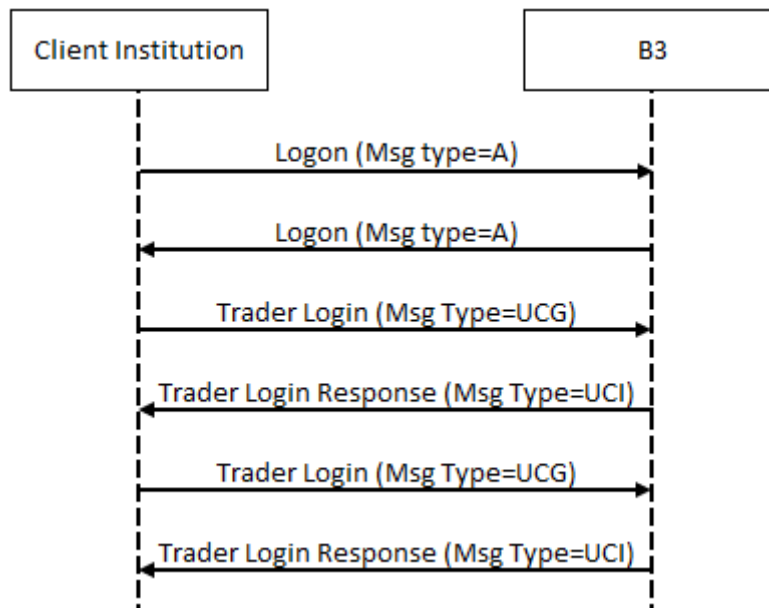 Client Institution
B3
Logon (Msg type=A)
Logon (Msg type=A)
Trader Login (Msg Type=UCG)
Trader Login Response (Msg Type=UCI)
Trader Login (Msg Type=UCG)
Trader Login Response (Msg Type=UCI)